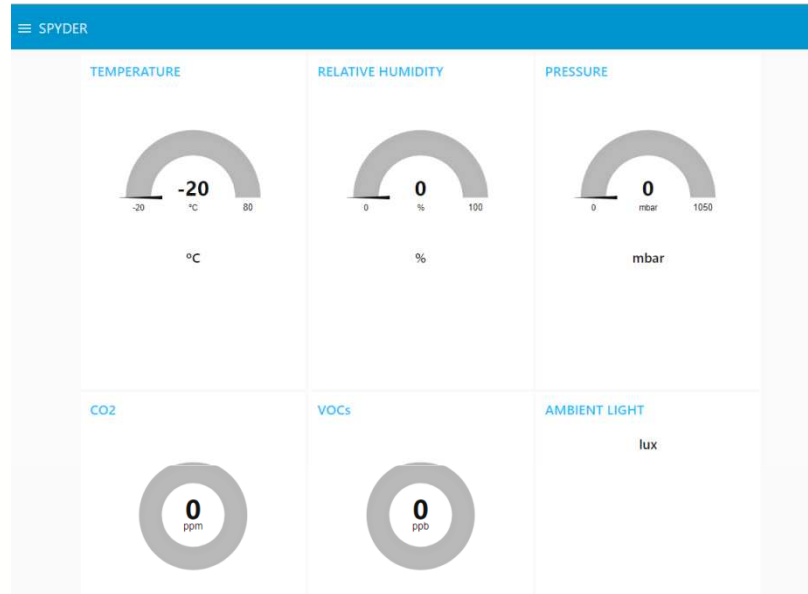 ≡ SPYDER
TEMPERATURE
-20
-20 °C 80
ºC
RELATIVE HUMIDITY
0
0 % 100
%
PRESSURE
0
0 mbar 1050
mbar
CO2
0
ppm
VOCs
0
ppb
AMBIENT LIGHT
lux